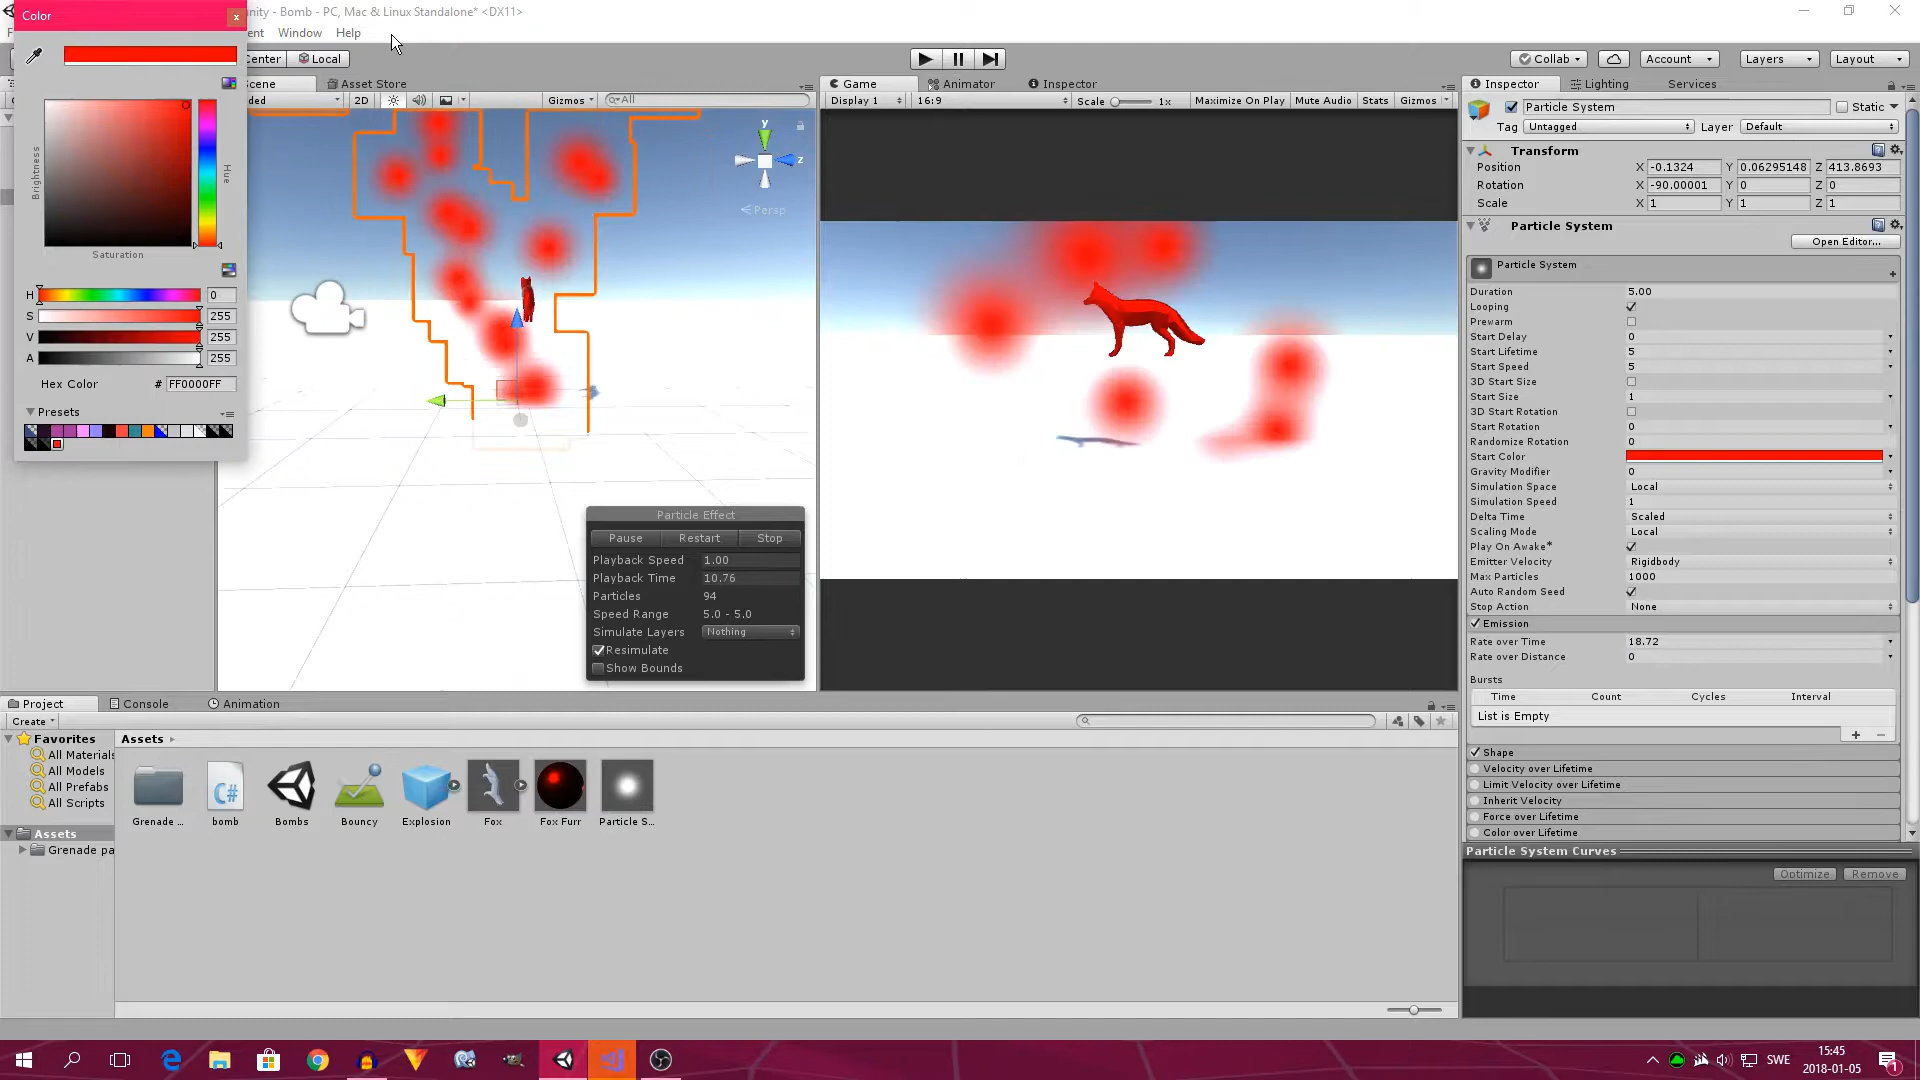 Color
x
nity - Bomb - PC, Mac & Linux Standalone* <DX11>
ent Window Help
Center Local
Collab Account Layers Layout
cene Asset Store
Game Animator Inspector
Inspector Lighting Services
ded 2D Gizmos All
Display 1 16:9 Scale 1x Maximize On Play Mute Audio Stats Gizmos
Brightness
Hue
Saturation
H 0
S 255
V 255
A 255
Hex Color # FF0000FF
Presets
y
z
Persp
Particle Effect
Pause Restart Stop
Playback Speed 1.00
Playback Time 10.76
Particles 94
Speed Range 5.0 - 5.0
Simulate Layers Nothing
Resimulate
Show Bounds
Particle System Static
Tag Untagged Layer Default
Transform
Position X -0.1324 Y 0.06295148 Z 413.8693
Rotation X -90.00001 Y 0 Z 0
Scale X 1 Y 1 Z 1
Particle System
Open Editor...
Particle System
Duration 5.00
Looping
Prewarm
Start Delay 0
Start Lifetime 5
Start Speed 5
3D Start Size
Start Size 1
3D Start Rotation
Start Rotation 0
Randomize Rotation 0
Start Color
Gravity Modifier 0
Simulation Space Local
Simulation Speed 1
Delta Time Scaled
Scaling Mode Local
Play On Awake*
Emitter Velocity Rigidbody
Max Particles 1000
Auto Random Seed
Stop Action None
Emission
Rate over Time 18.72
Rate over Distance 0
Bursts
Time Count Cycles Interval
List is Empty
Shape
Velocity over Lifetime
Limit Velocity over Lifetime
Inherit Velocity
Force over Lifetime
Color over Lifetime
Particle System Curves
Optimize Remove
Project Console Animation
Create
Favorites
All Materials
All Models
All Prefabs
All Scripts
Assets
Grenade pa
Assets
C#
Grenade ... bomb Bombs Bouncy Explosion Fox Fox Furr Particle S...
SWE
15:45
2018-01-05
1